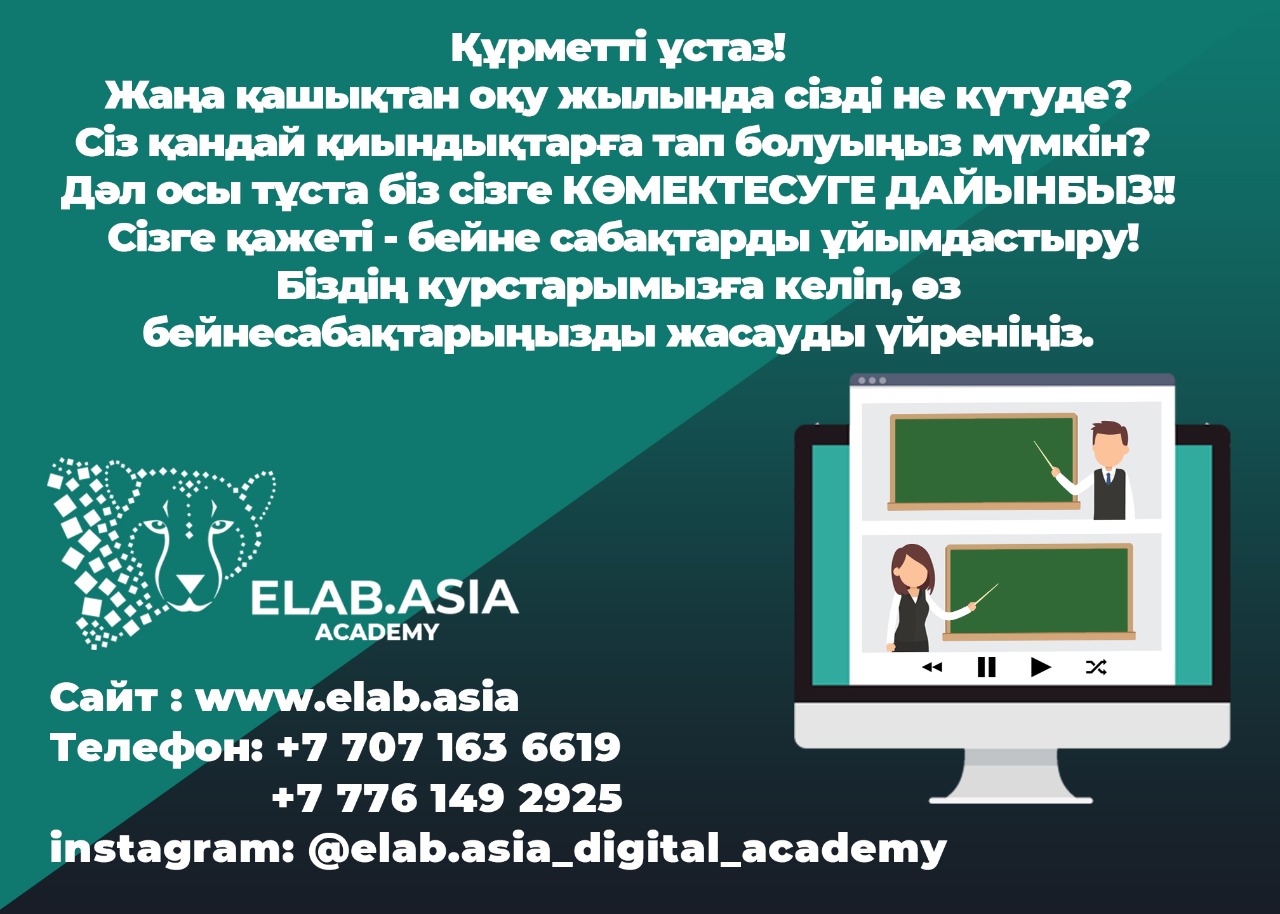 Құрметті ұстаз!
Жаңа қашықтан оқу жылында сізді не күтуде?
Сіз қандай қиындықтарға тап болуыңыз мүмкін?
Дәл осы тұста біз сізге КӨМЕКТЕСУГЕ ДАЙЫНБЫЗ!!
Сізге қажеті - бейне сабақтарды ұйымдастыру!
Біздің курстарымызға келіп, өз
бейнесабақтарыңызды жасауды үйреніңіз.
ELAB.ASIA
ACADEMY
Сайт : www.elab.asia
Телефон: +7 707 163 6619
+7 776 149 2925
instagram: @elab.asia_digital_academy